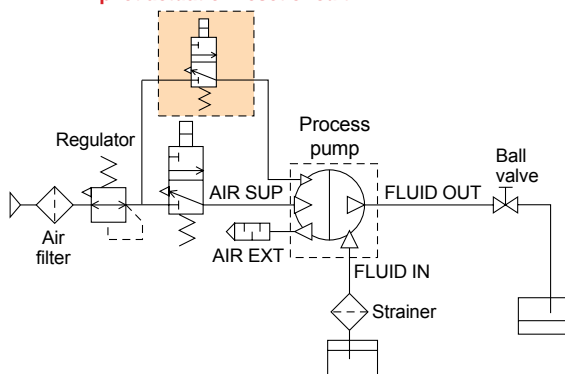 Regulator
Process
pump
Ball
valve
AIR SUP
FLUID OUT
Air
filter
AIR EXT
FLUID IN
Strainer